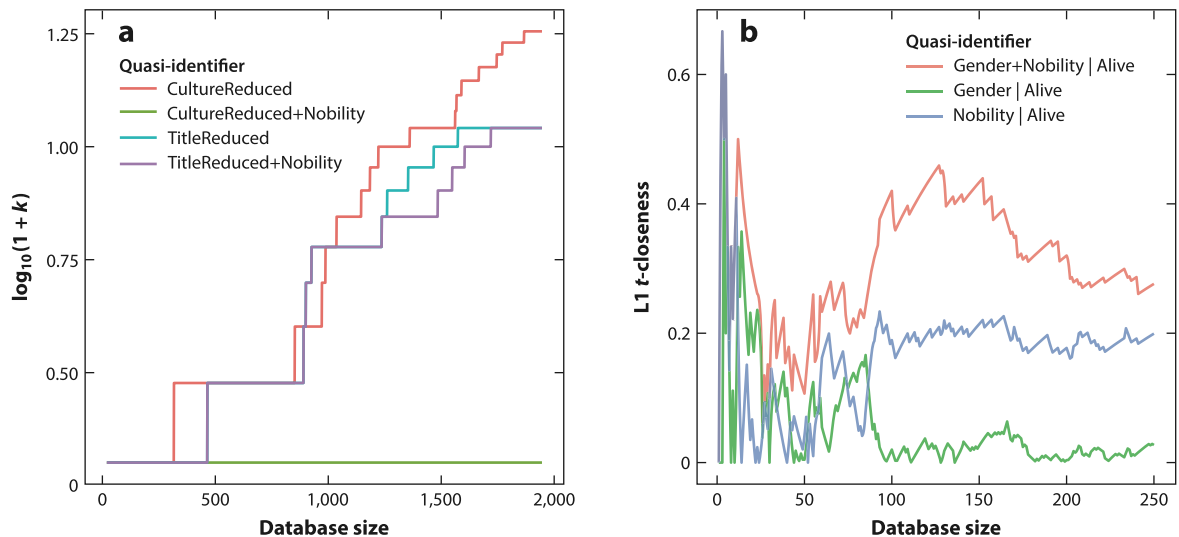 a
Quasi-identifier
CultureReduced
CultureReduced+Nobility
TitleReduced
TitleReduced+Nobility
log10(1 + k)
1.25
1.00
0.75
0.50
0
0
500
1,000
1,500
2,000
Database size
b
Quasi-identifier
Gender+Nobility | Alive
Gender | Alive
Nobility | Alive
L1 t-closeness
0.6
0.4
0.2
0
0
50
100
150
200
250
Database size